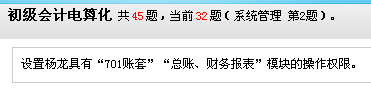 初级会计电算化 共45题，当前32题（系统管理 第2题）。
设置杨龙具有“701账套”“总账、财务报表”模块的操作权限。